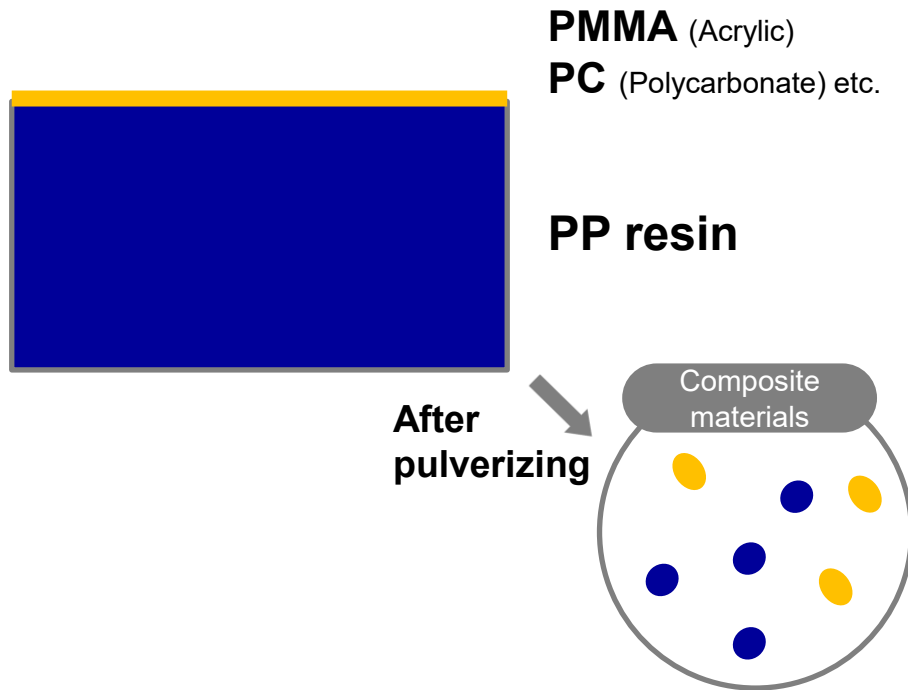 PMMA (Acrylic)
PC (Polycarbonate) etc.
PP resin
After
pulverizing
Composite
materials